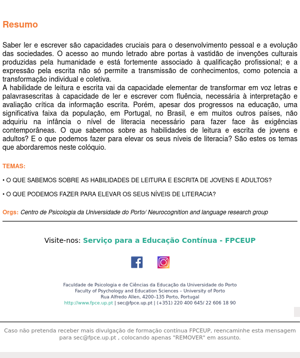 Resumo
Saber ler e escrever são capacidades cruciais para o desenvolvimento pessoal e a evolução
das sociedades. O acesso ao mundo letrado abre portas à vastidão de invenções culturais
produzidas pela humanidade e está fortemente associado à qualificação profissional; e a
expressão pela escrita não só permite a transmissão de conhecimentos, como potencia a
transformação individual e coletiva.
A habilidade de leitura e escrita vai da capacidade elementar de transformar em voz letras e
palavrasescritas à capacidade de ler e escrever com fluência, necessária à interpretação e
avaliação crítica da informação escrita. Porém, apesar dos progressos na educação, uma
significativa faixa da população, em Portugal, no Brasil, e em muitos outros países, não
adquiriu na infância o nível de literacia necessário para fazer face às exigências
contemporâneas. O que sabemos sobre as habilidades de leitura e escrita de jovens e
adultos? E o que podemos fazer para elevar os seus níveis de literacia? São estes os temas
que abordaremos neste colóquio.
TEMAS:
• O QUE SABEMOS SOBRE AS HABILIDADES DE LEITURA E ESCRITA DE JOVENS E ADULTOS?
• O QUE PODEMOS FAZER PARA ELEVAR OS SEUS NÍVEIS DE LITERACIA?
Orgs: Centro de Psicologia da Universidade do Porto/ Neurocognition and language research group
Visite-nos: Serviço para a Educação Contínua - FPCEUP
Faculdade de Psicologia e de Ciências da Educação da Universidade do Porto
Faculty of Psychology and Education Sciences – University of Porto
Rua Alfredo Allen, 4200-135 Porto, Portugal
http://www.fpce.up.pt | sec@fpce.up.pt | (+351) 220 400 645/ 22 606 18 90
Caso não pretenda receber mais divulgação de formação contínua FPCEUP, reencaminhe esta mensagem
para sec@fpce.up.pt , colocando apenas "REMOVER" em assunto.